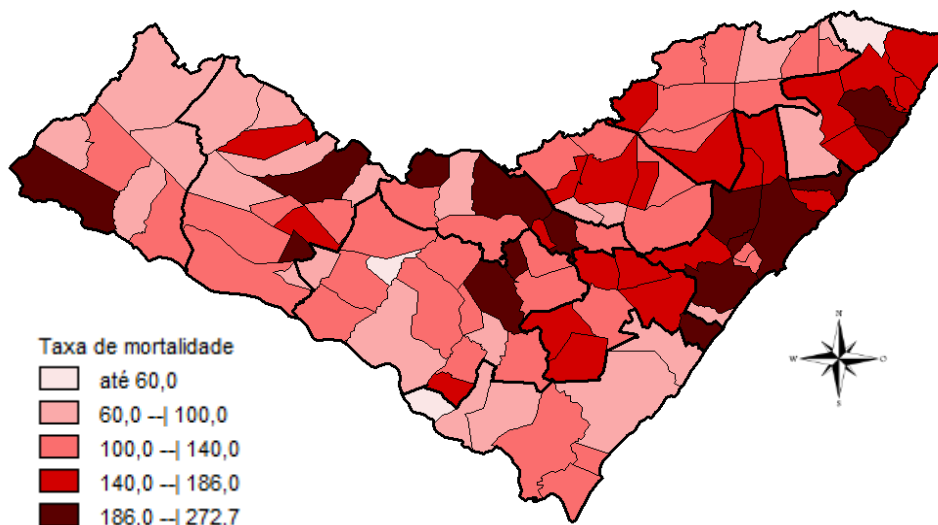 Taxa de mortalidade
até 60,0
60,0 --| 100,0
100,0 --| 140,0
140,0 --| 186,0
186,0 --| 272,7
N
W O
S